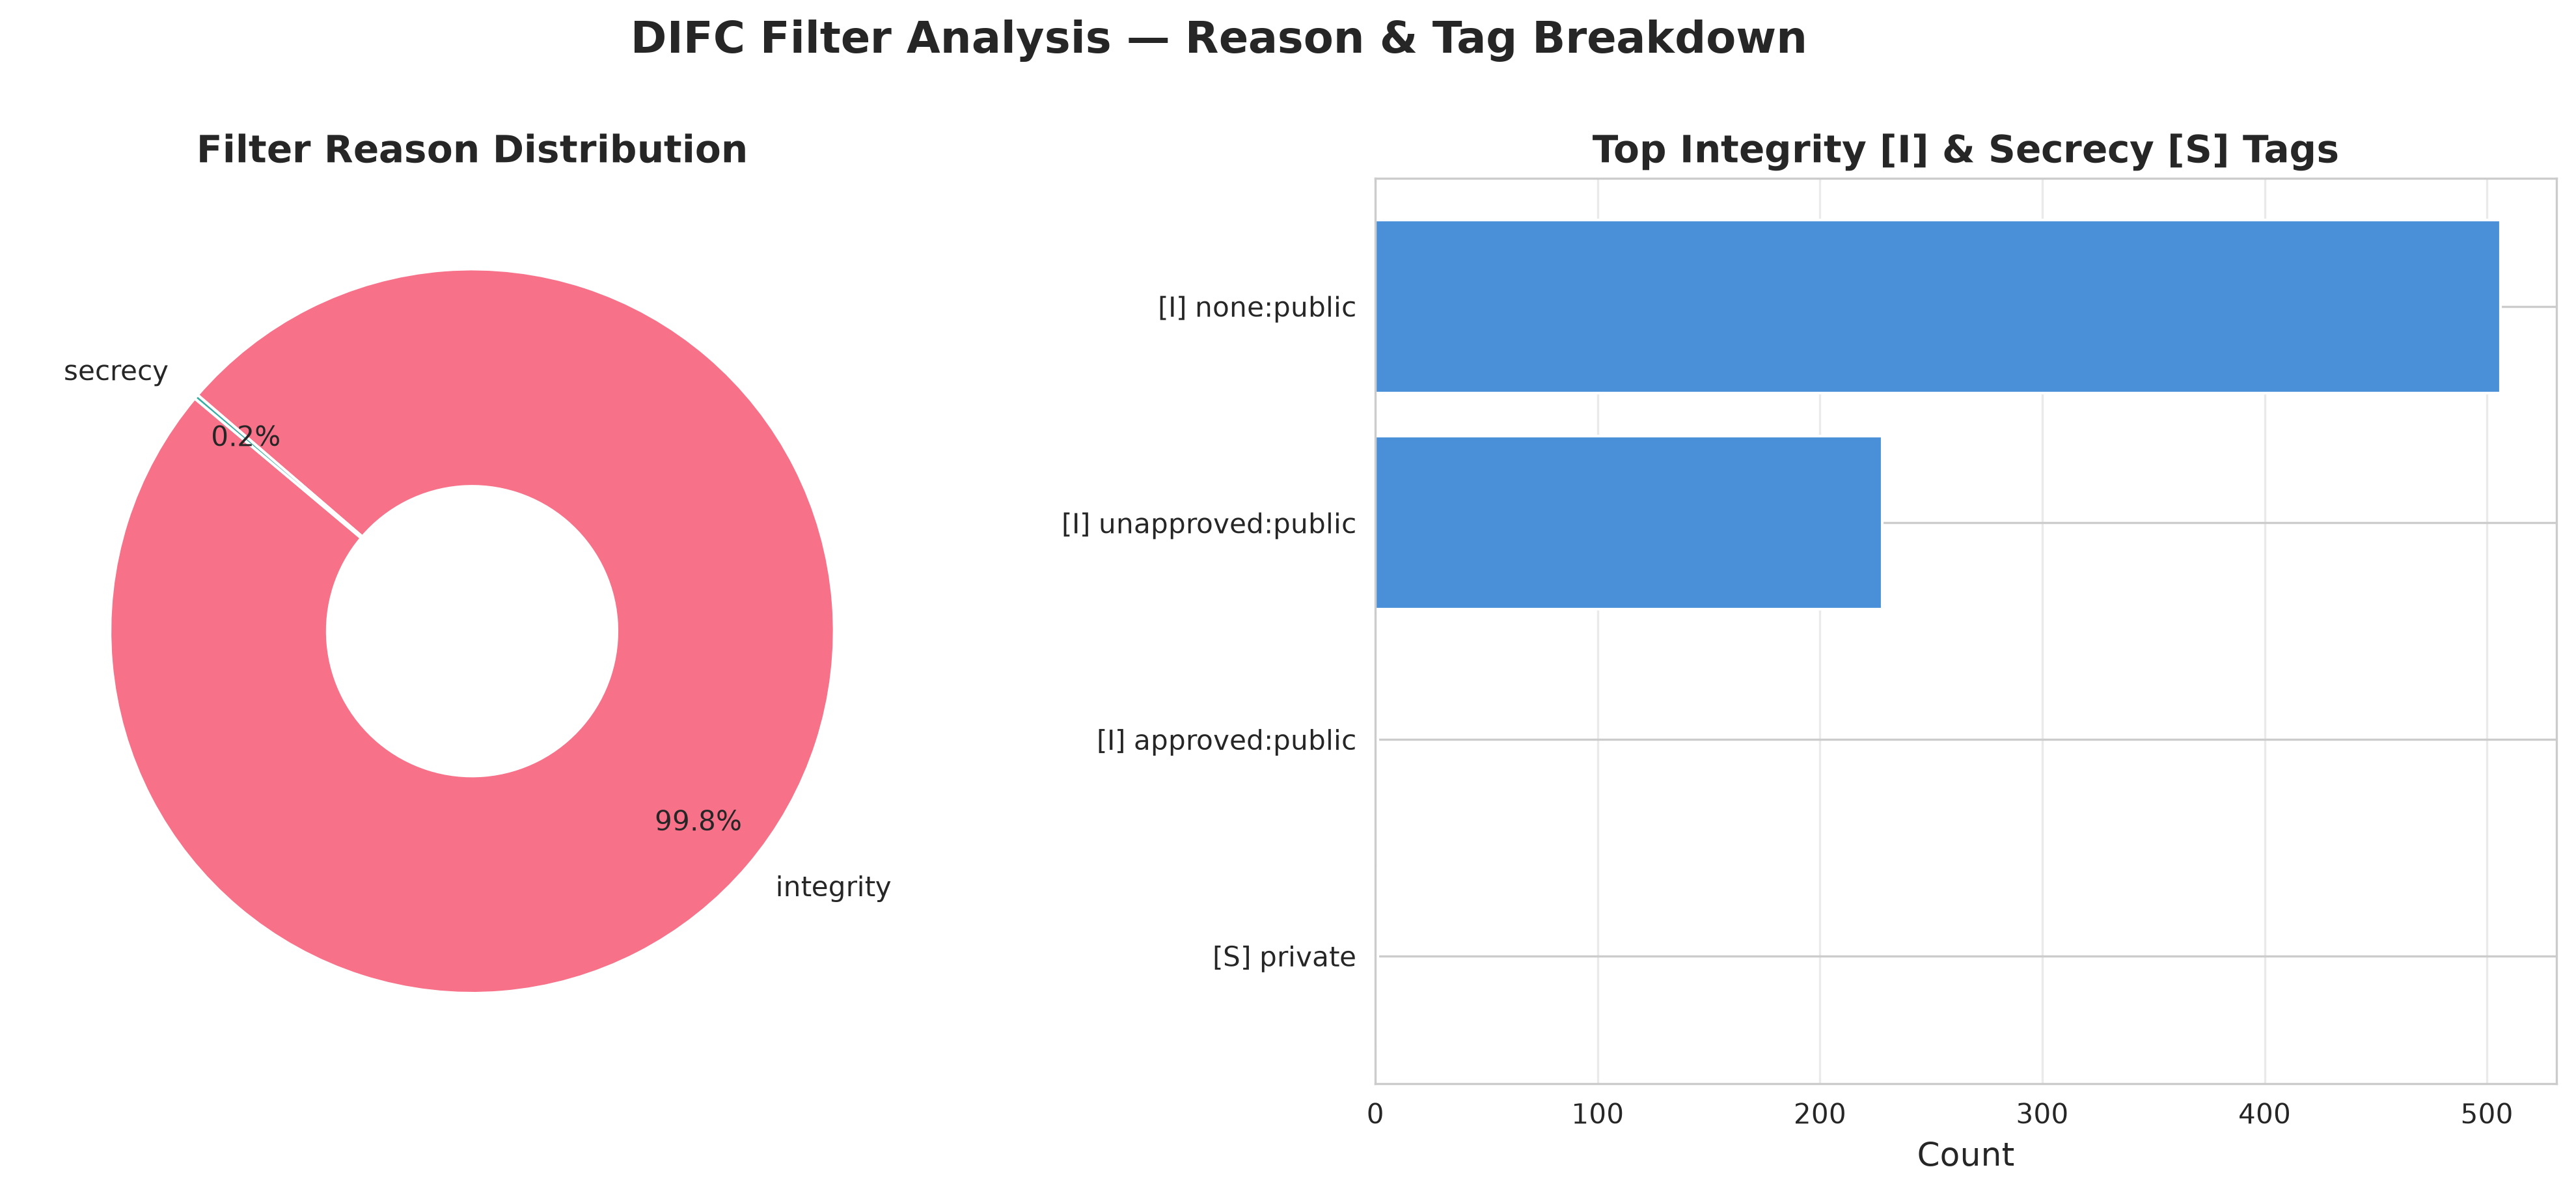 DIFC Filter Analysis — Reason & Tag Breakdown
Filter Reason Distribution
secrecy
0.2%
99.8%
integrity
Top Integrity [I] & Secrecy [S] Tags
[I] none:public
[I] unapproved:public
[I] approved:public
[S] private
0 100 200 300 400 500
Count